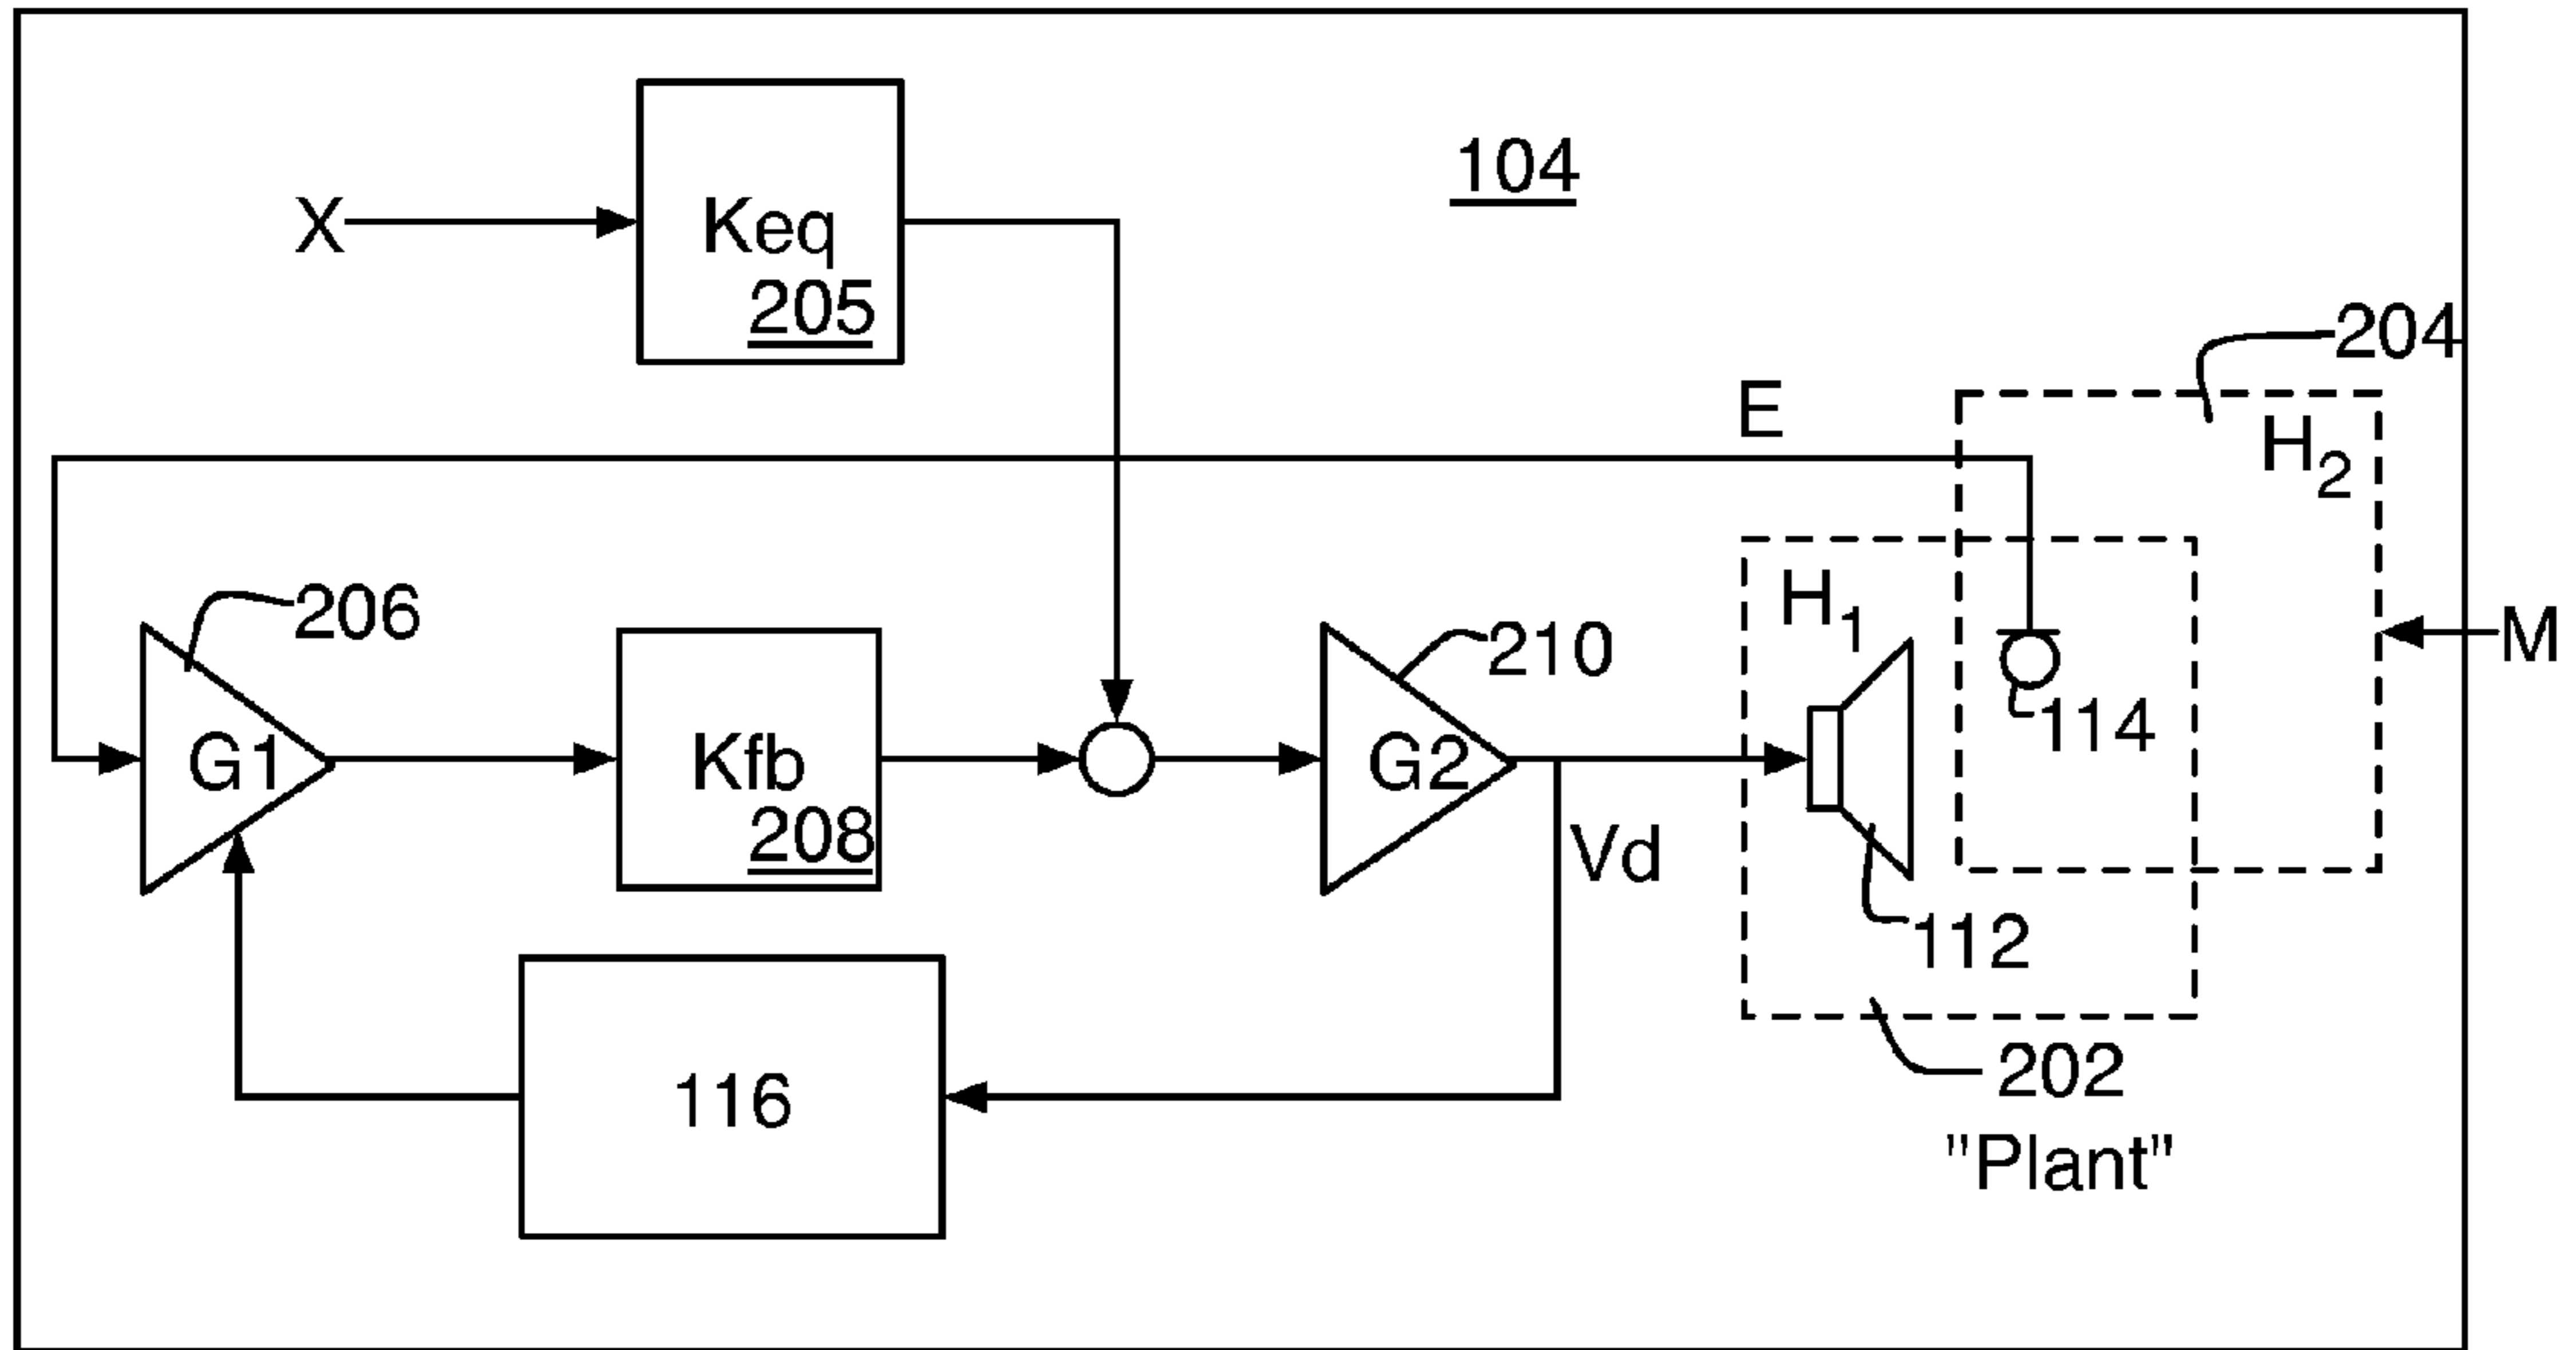 104
X
Keq
205
204
E
H2
206
H1
210
M
114
G1
Kfb
208
G2
Vd
112
116
202
"Plant"